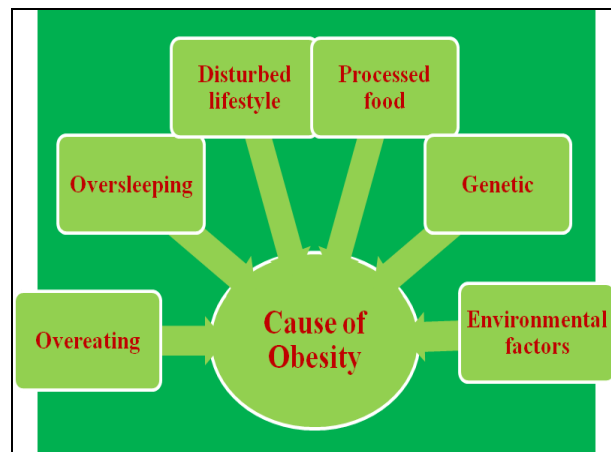 Disturbed
lifestyle
Processed
food
Oversleeping
Genetic
Overeating
Cause of
Obesity
Environmental
factors